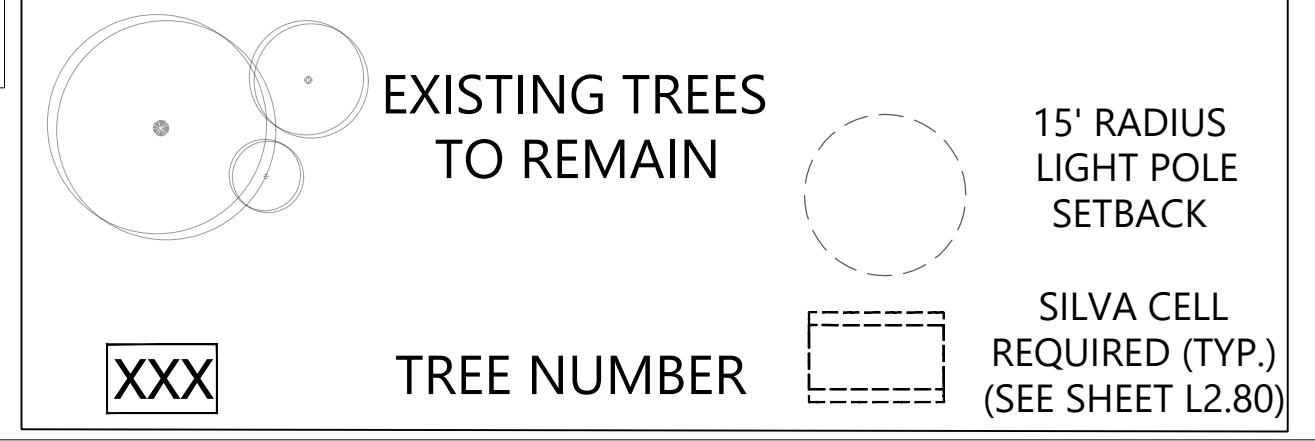 EXISTING TREES
TO REMAIN
15' RADIUS
LIGHT POLE
SETBACK
XXX
TREE NUMBER
SILVA CELL
REQUIRED (TYP.)
(SEE SHEET L2.80)